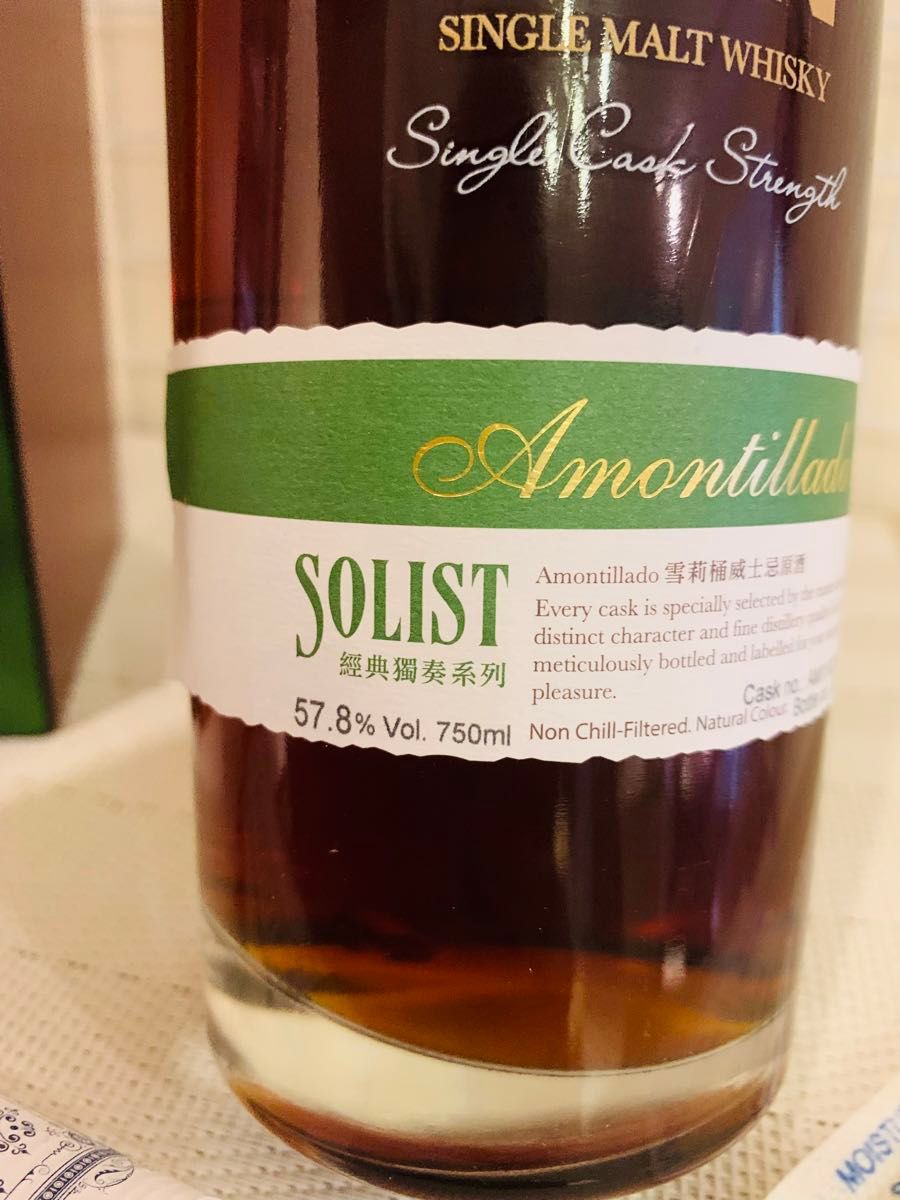 SINGLE MALT WHISKY
Single Cask Strength
Amontillado
SOLIST
經典獨奏系列
57.8% Vol. 750ml
Amontillado 雪莉桶威士忌原酒
Every cask is specially selected by the
distinct character and fine distillery
meticulously bottled and labelled for your
pleasure.
Cask no.
Non Chill-Filtered. Natural Colour.
Bottle